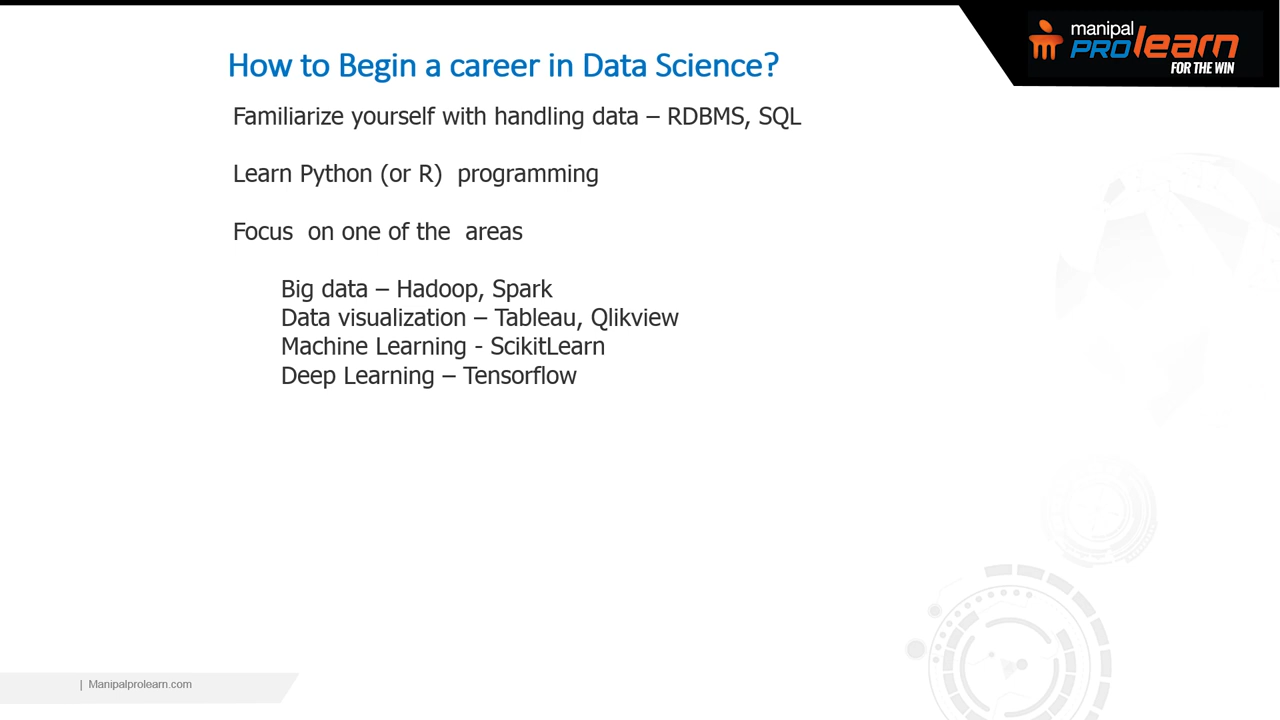 manipal
PROlearn
FOR THE WIN
How to Begin a career in Data Science?
Familiarize yourself with handling data – RDBMS, SQL
Learn Python (or R)  programming
Focus  on one of the  areas
Big data – Hadoop, Spark
Data visualization – Tableau, Qlikview
Machine Learning - ScikitLearn
Deep Learning – Tensorflow
| Manipalprolearn.com